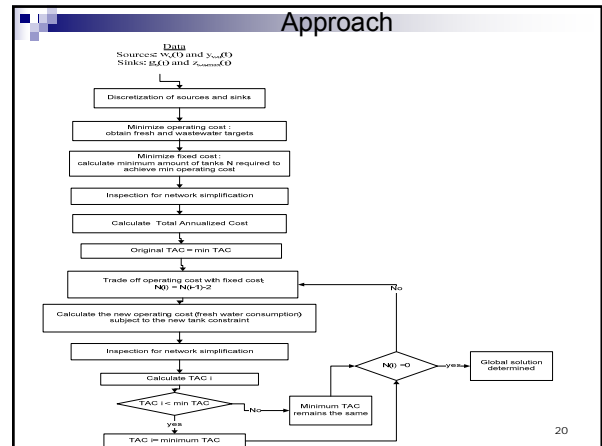 Approach
Data
Sources: and
Sinks: and
Discretization of sources and sinks
Minimize operating cost :
obtain fresh and wastewater targets
Minimize fixed cost :
calculate minimum amount of tanks N required to
achieve min operating cost
Inspection for network simplification
Calculate Total Annualized Cost
Original TAC = min TAC
Trade off operating cost with fixed cost;
N(i) = N(i-1)-2
No
Calculate the new operating cost (fresh water consumption)
subject to the new tank constraint
Inspection for network simplification
Calculate TAC i
N(i) =0
yes
Global solution
determined
TAC i < min TAC
No
Minimum TAC
remains the same
yes
TAC i= minimum TAC
20